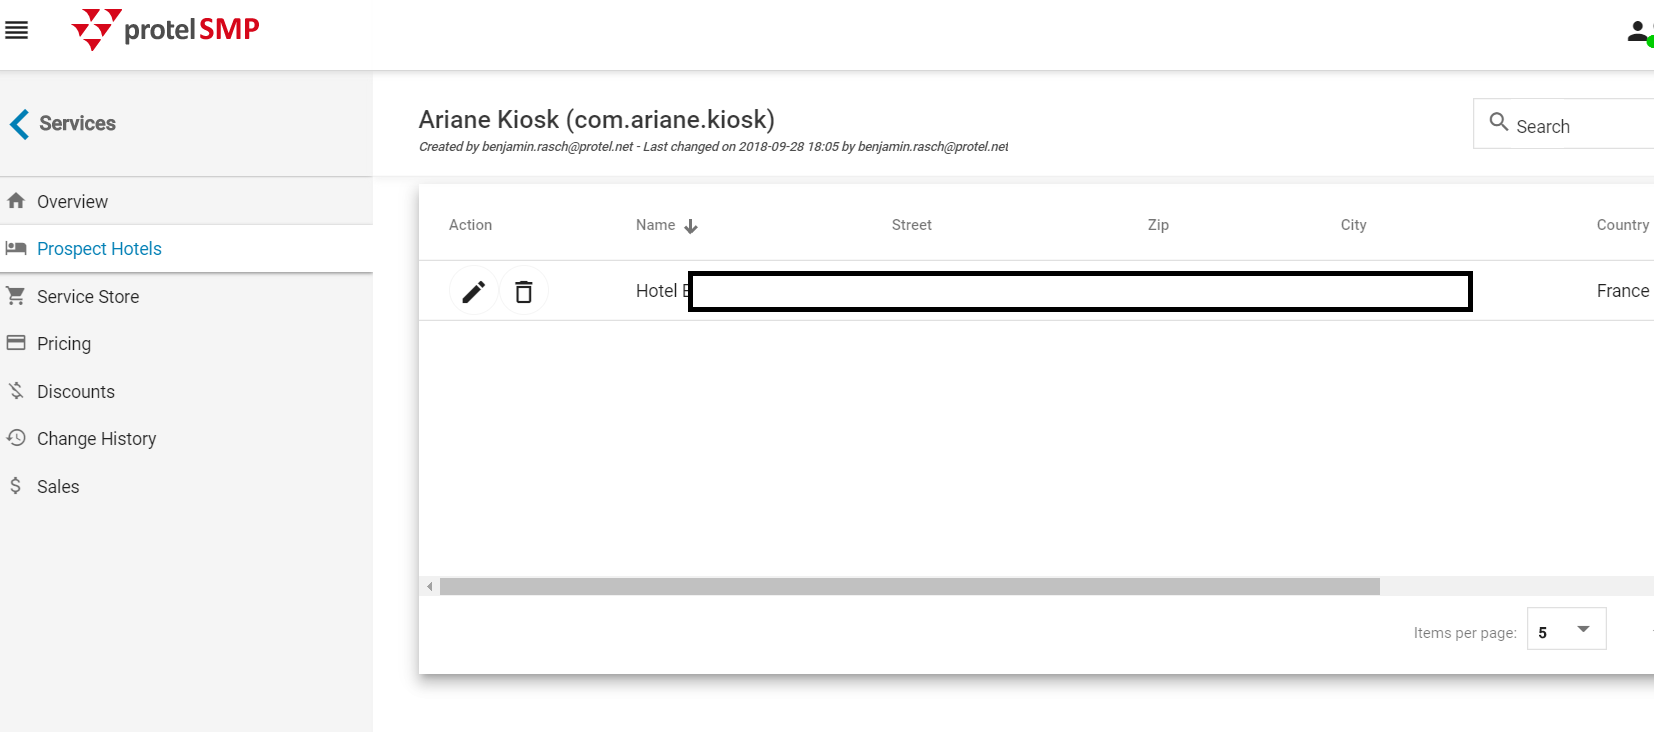 protel SMP
Services
Overview
Prospect Hotels
Service Store
Pricing
Discounts
Change History
Sales
Ariane Kiosk (com.ariane.kiosk)
Created by benjamin.rasch@protel.net - Last changed on 2018-09-28 18:05 by benjamin.rasch@protel.net
Search
Action Name Street Zip City Country
Hotel France
Items per page: 5